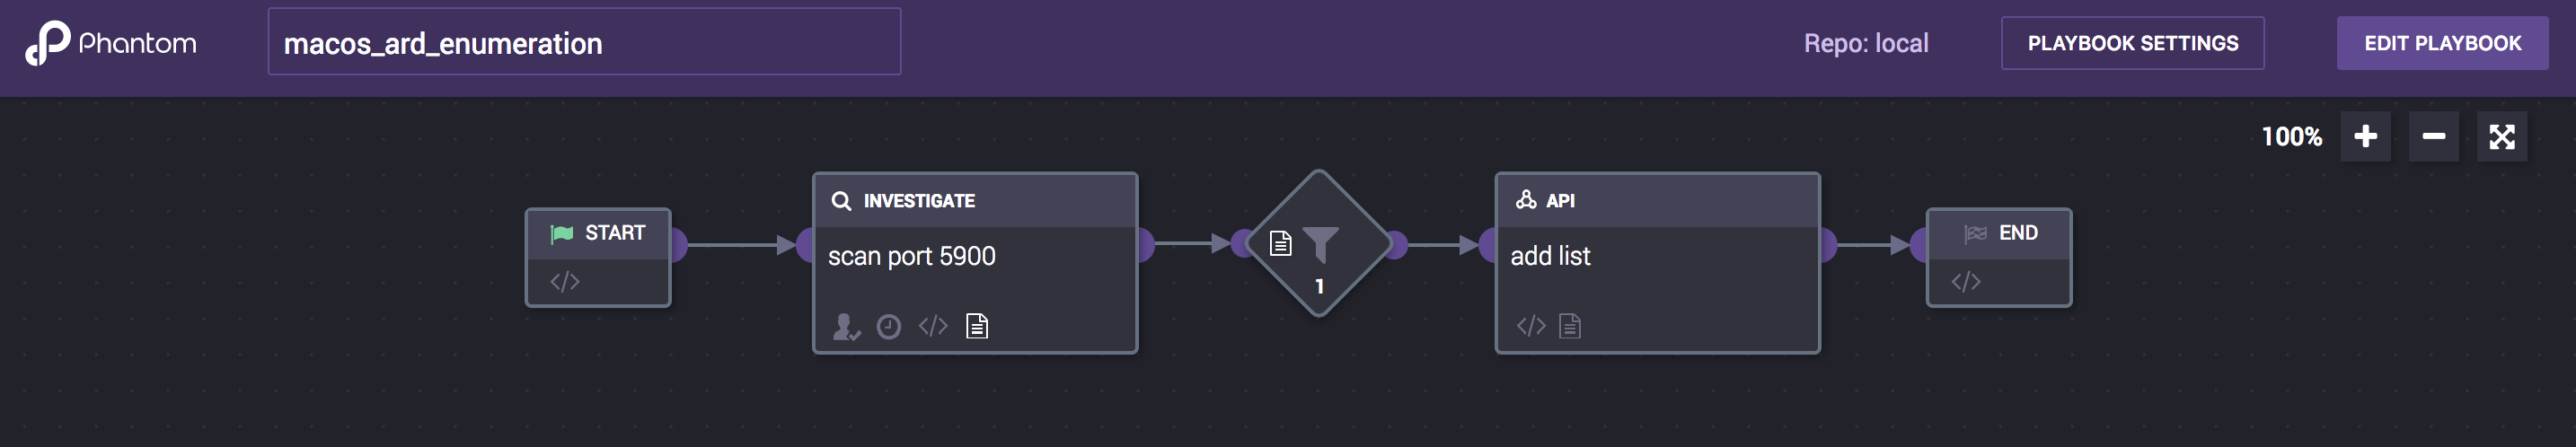 Phantom
macos_ard_enumeration
Repo: local
PLAYBOOK SETTINGS
EDIT PLAYBOOK
100%
START
</>
INVESTIGATE
scan port 5900
</>
1
API
add list
</>
END
</>